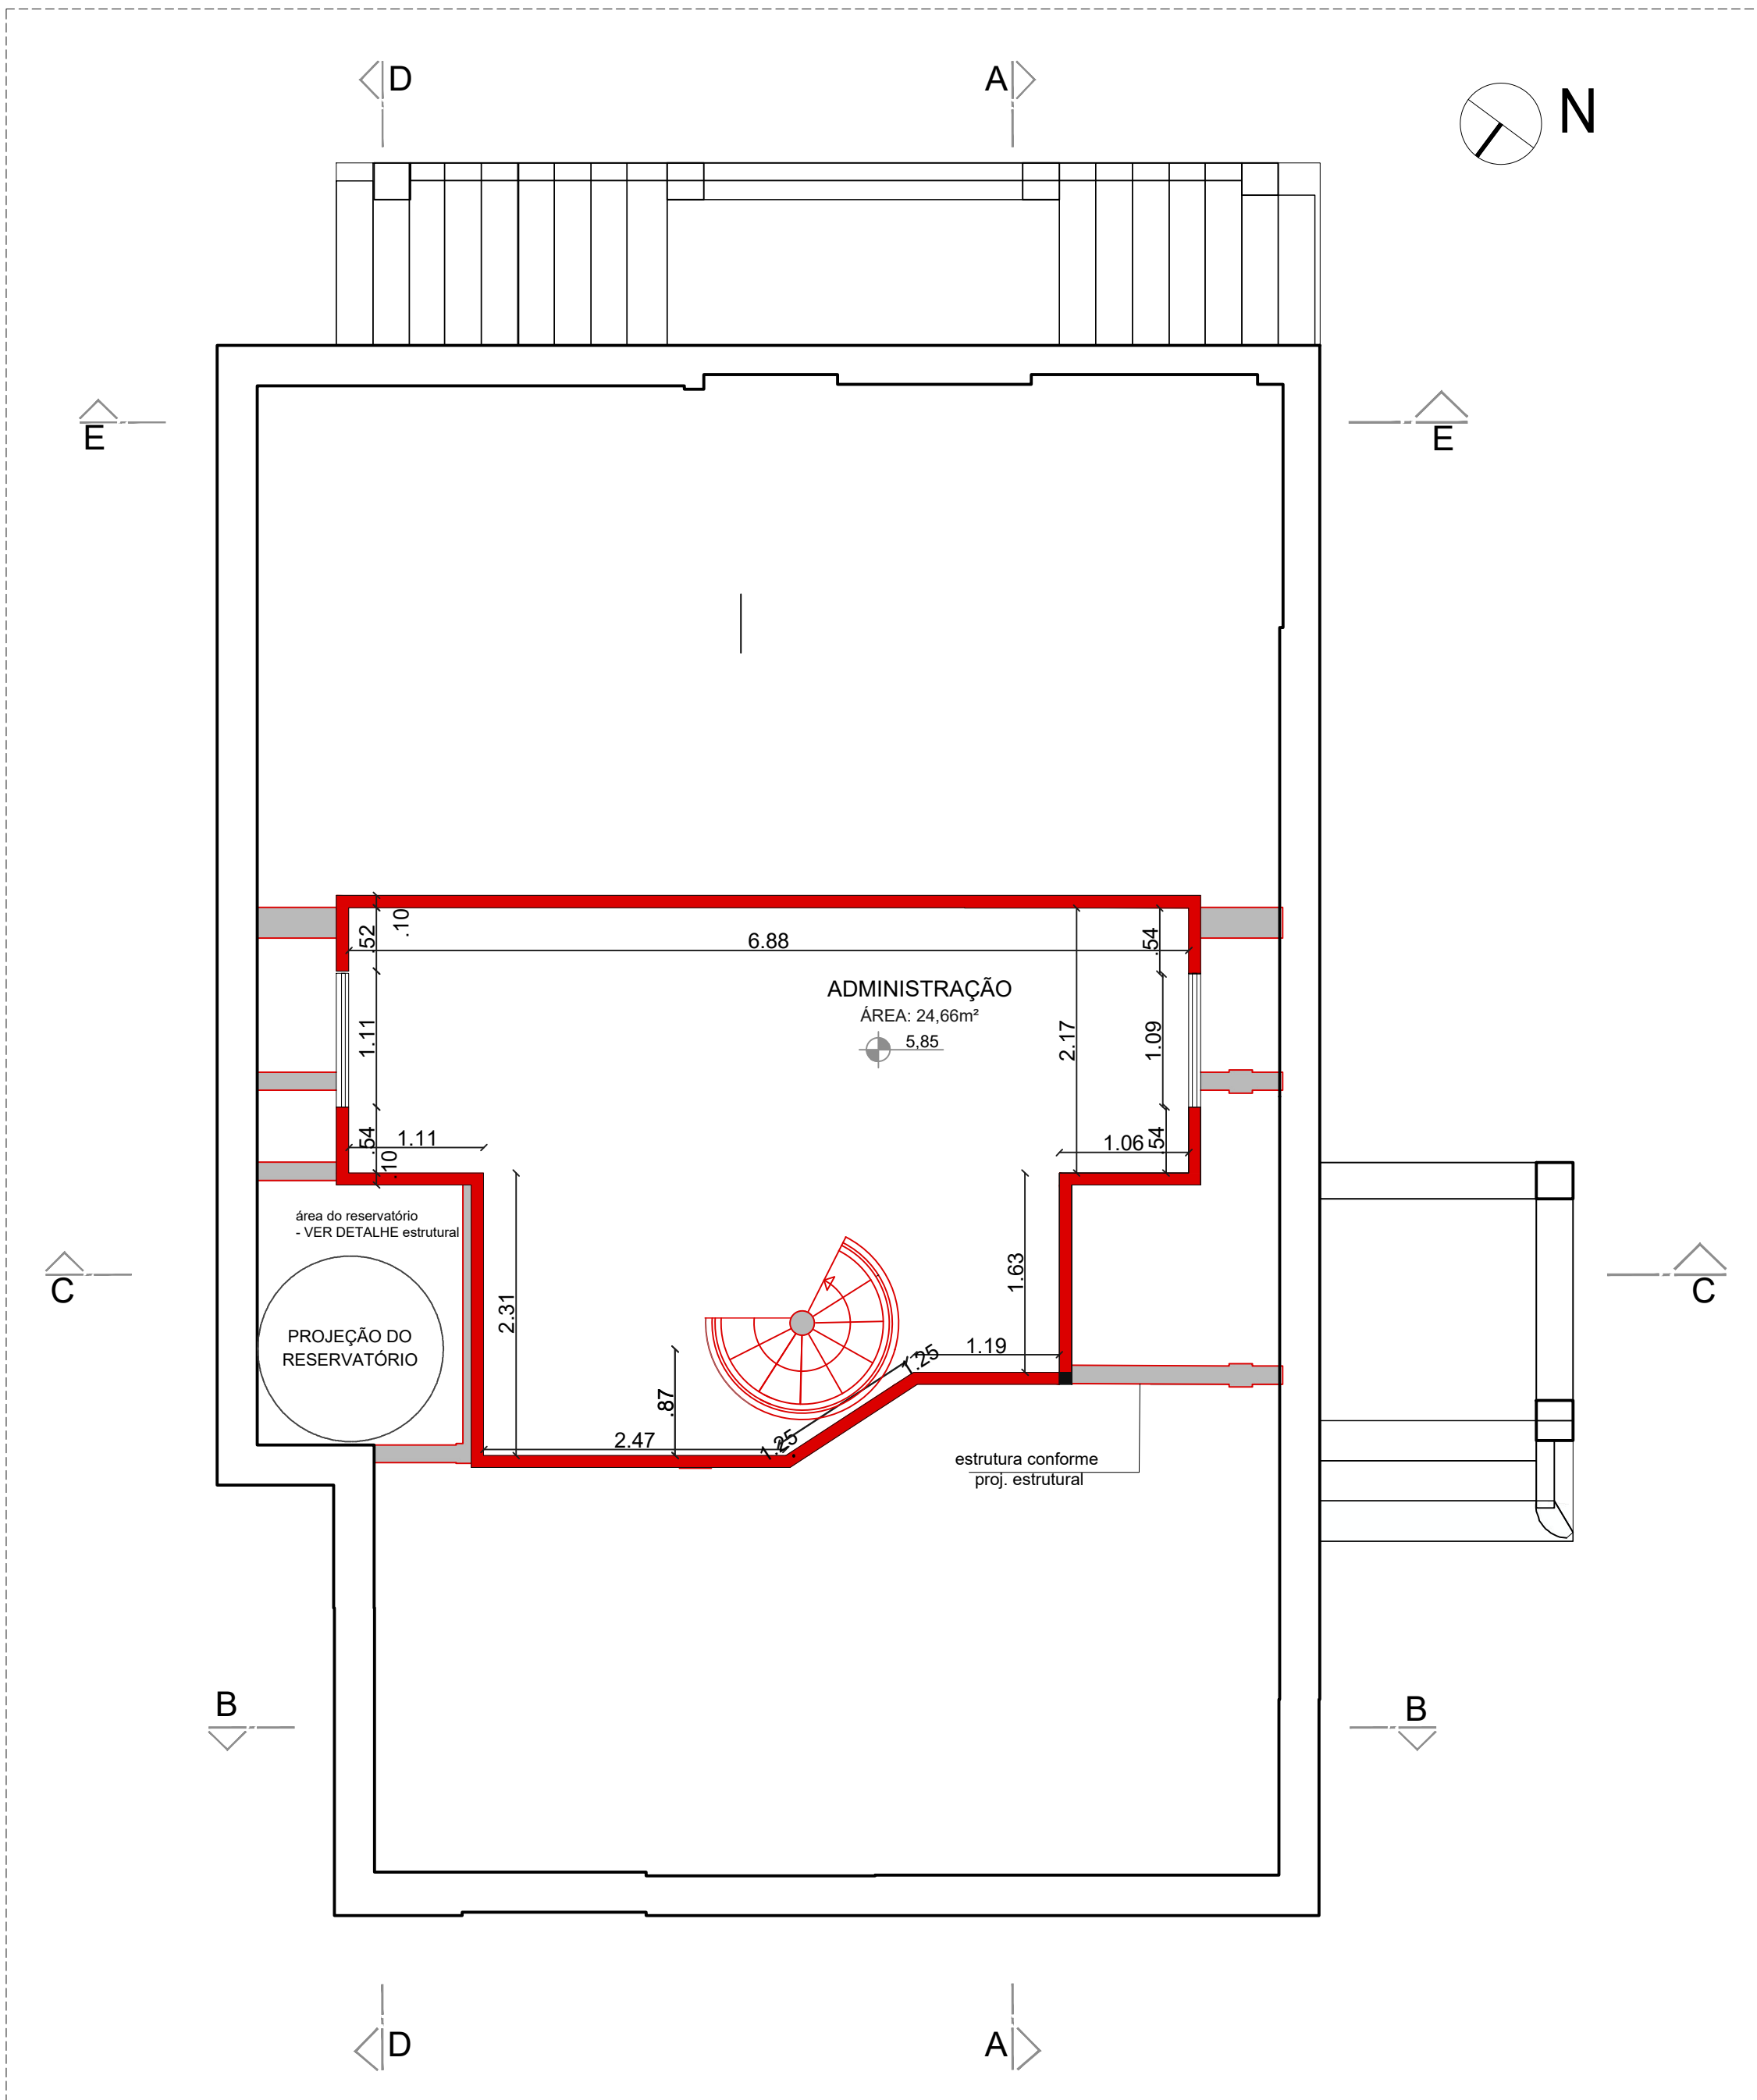 D
A
N
E
E
.10
.52
6.88
.54
ADMINISTRAÇÃO
ÁREA: 24,66m²
5,85
1.11
2.17
1.09
.54
1.11
.10
1.06
.54
área do reservatório
- VER DETALHE estrutural
C
C
1.63
2.31
PROJEÇÃO DO
RESERVATÓRIO
1.19
1.25
.87
2.47
1.25
estrutura conforme
proj. estrutural
B
B
D
A